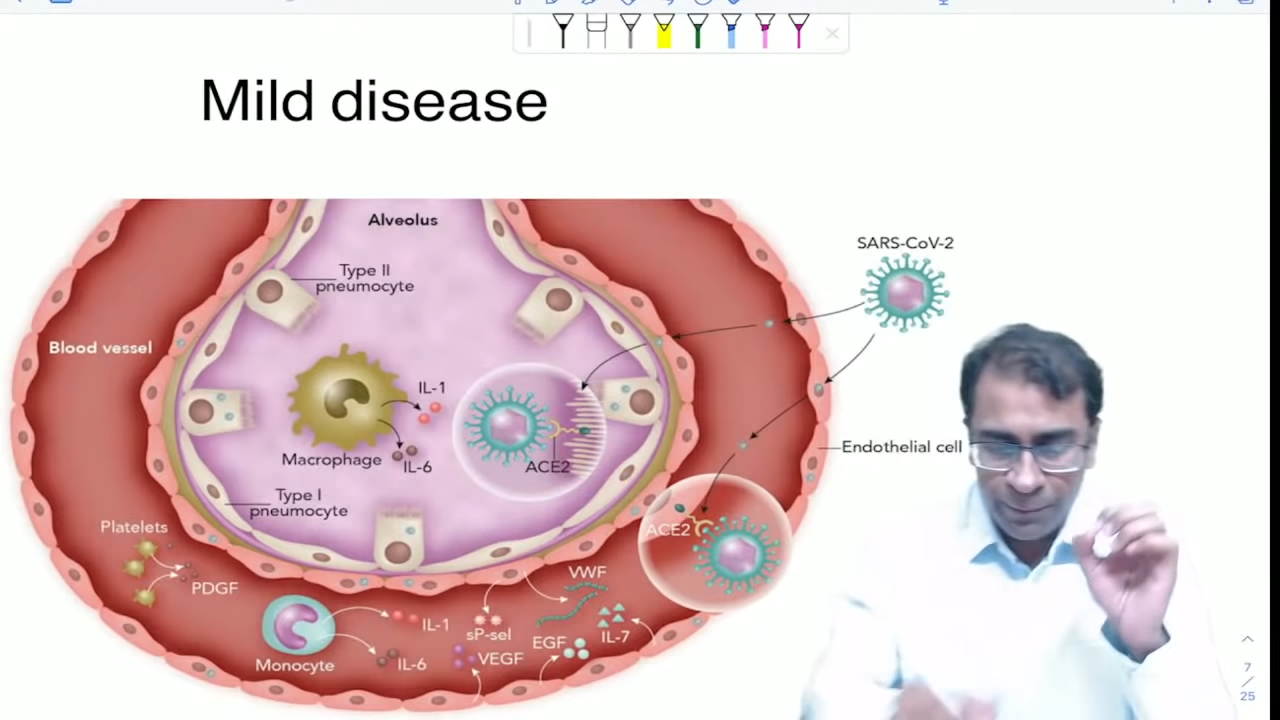 Mild disease
Alveolus
SARS-CoV-2
Type II
pneumocyte
Blood vessel
IL-1
Endothelial cell
Macrophage
IL-6
ACE2
Type I
pneumocyte
Platelets
ACE2
VWF
PDGF
IL-1
sP-sel
EGF
IL-7
Monocyte
IL-6
VEGF
7
/
25